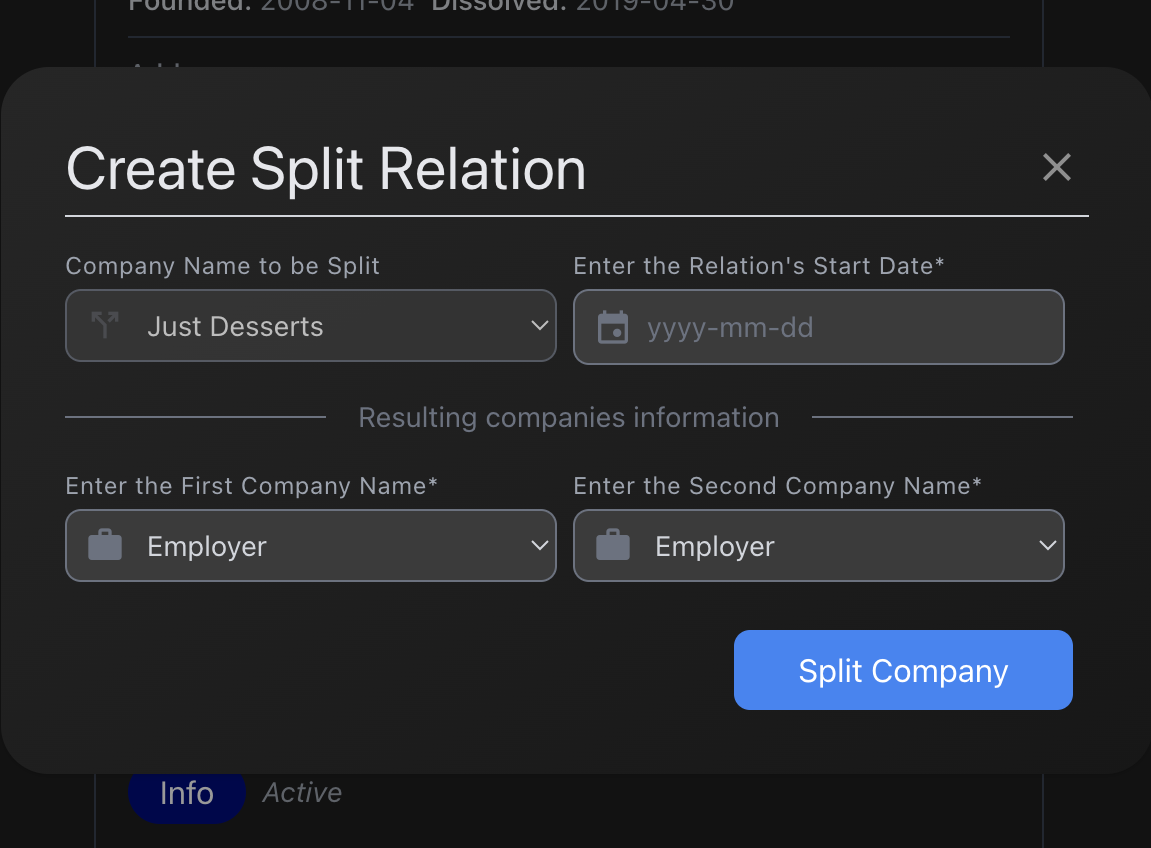 Founded: 2008-11-04 Dissolved: 2019-04-30
Create Split Relation
Company Name to be Split
Enter the Relation's Start Date*
Just Desserts
yyyy-mm-dd
Resulting companies information
Enter the First Company Name*
Enter the Second Company Name*
Employer
Employer
Split Company
Info
Active